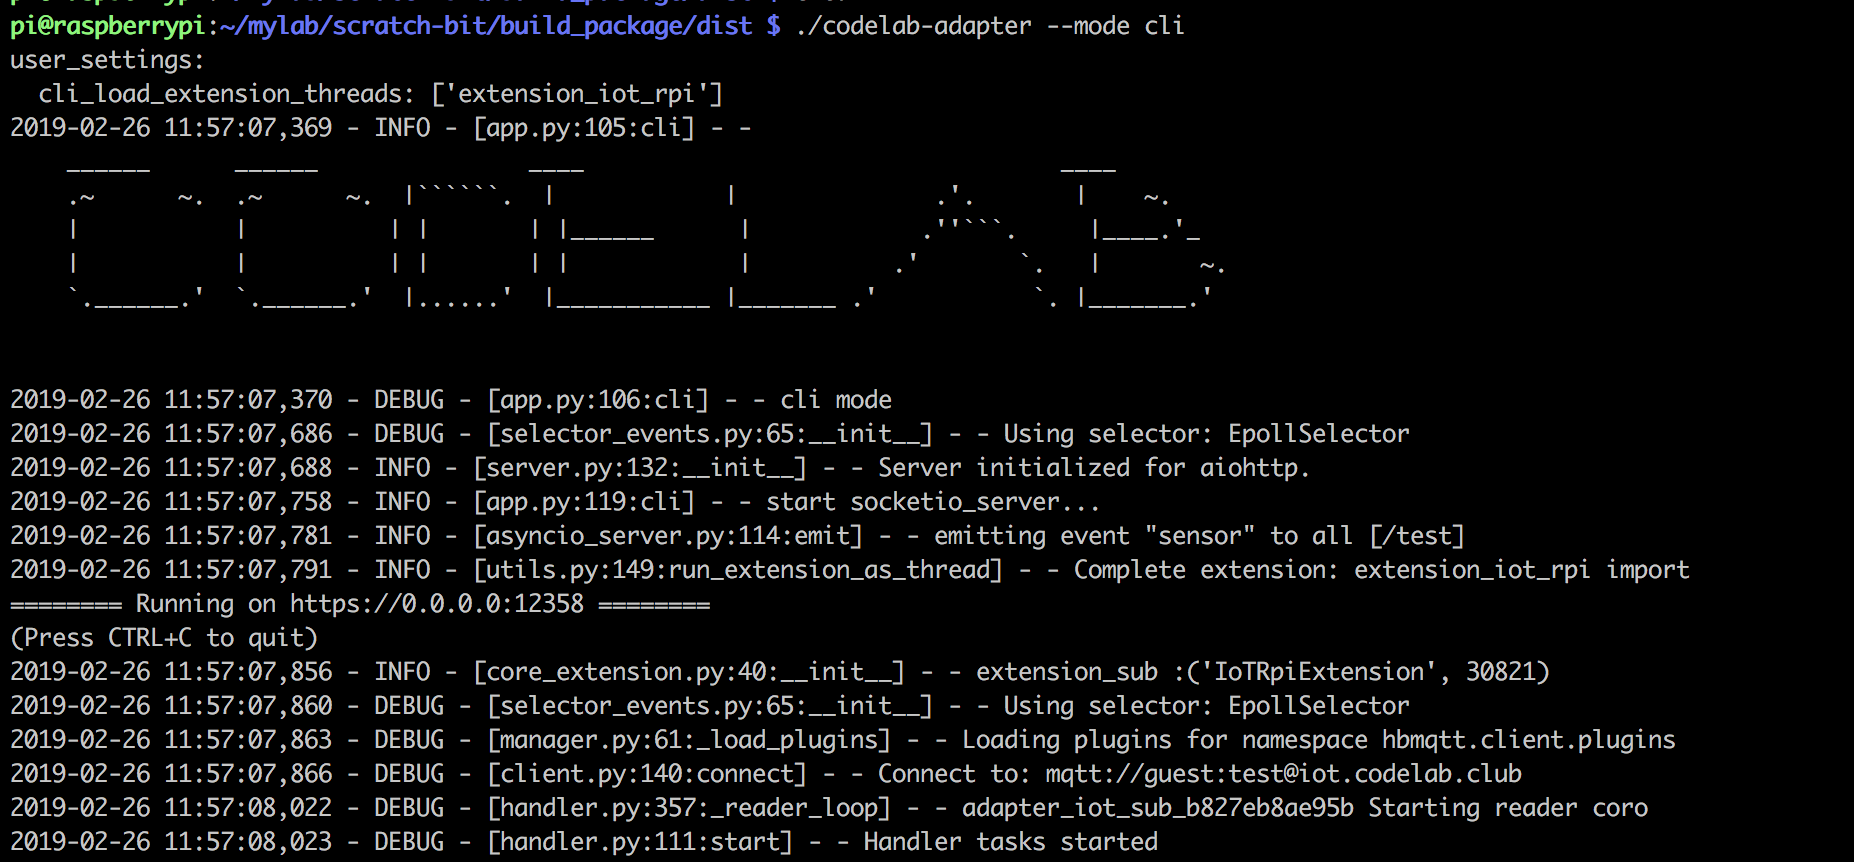 pi@raspberrypi:~/mylab/scratch-bit/build_package/dist $ ./codelab-adapter --mode cli
user_settings:
  cli_load_extension_threads: ['extension_iot_rpi']
2019-02-26 11:57:07,369 - INFO - [app.py:105:cli] - -
    ______      ______               ____                                  ____
    .~      ~.  .~      ~.  |``````.  |            |              .'.       |    ~.
    |           |          | |       | |______      |            .''```.     |____.'_
    |           |          | |       | |            |          .'       `.   |       ~.
    `.______.'  `.______.'  |......'  |___________ |_______ .'           `. |_______.'
2019-02-26 11:57:07,370 - DEBUG - [app.py:106:cli] - - cli mode
2019-02-26 11:57:07,686 - DEBUG - [selector_events.py:65:__init__] - - Using selector: EpollSelector
2019-02-26 11:57:07,688 - INFO - [server.py:132:__init__] - - Server initialized for aiohttp.
2019-02-26 11:57:07,758 - INFO - [app.py:119:cli] - - start socketio_server...
2019-02-26 11:57:07,781 - INFO - [asyncio_server.py:114:emit] - - emitting event "sensor" to all [/test]
2019-02-26 11:57:07,791 - INFO - [utils.py:149:run_extension_as_thread] - - Complete extension: extension_iot_rpi import
======== Running on https://0.0.0.0:12358 ========
(Press CTRL+C to quit)
2019-02-26 11:57:07,856 - INFO - [core_extension.py:40:__init__] - - extension_sub :('IoTRpiExtension', 30821)
2019-02-26 11:57:07,860 - DEBUG - [selector_events.py:65:__init__] - - Using selector: EpollSelector
2019-02-26 11:57:07,863 - DEBUG - [manager.py:61:_load_plugins] - - Loading plugins for namespace hbmqtt.client.plugins
2019-02-26 11:57:07,866 - DEBUG - [client.py:140:connect] - - Connect to: mqtt://guest:test@iot.codelab.club
2019-02-26 11:57:08,022 - DEBUG - [handler.py:357:_reader_loop] - - adapter_iot_sub_b827eb8ae95b Starting reader coro
2019-02-26 11:57:08,023 - DEBUG - [handler.py:111:start] - - Handler tasks started